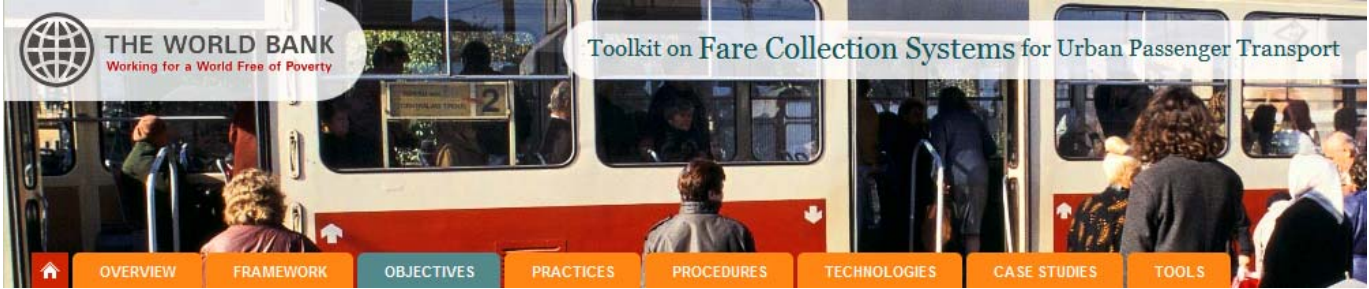 THE WORLD BANK
Working for a World Free of Poverty
Toolkit on Fare Collection Systems for Urban Passenger Transport
2
OVERVIEW
FRAMEWORK
OBJECTIVES
PRACTICES
PROCEDURES
TECHNOLOGIES
CASE STUDIES
TOOLS